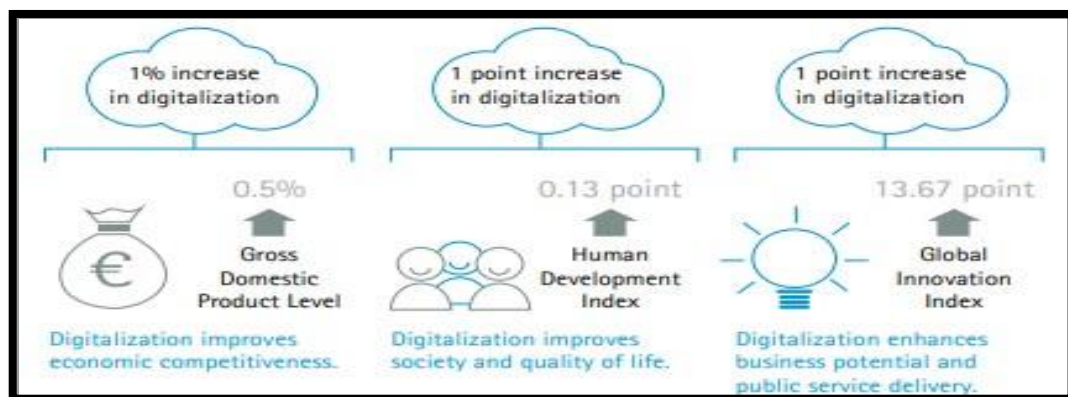 1% increase
in digitalization
0.5%
€
Gross
Domestic
Product Level
Digitalization improves
economic competitiveness.
1 point increase
in digitalization
0.13 point
Human
Development
Index
Digitalization improves
society and quality of life.
1 point increase
in digitalization
13.67 point
Global
Innovation
Index
Digitalization enhances
business potential and
public service delivery.